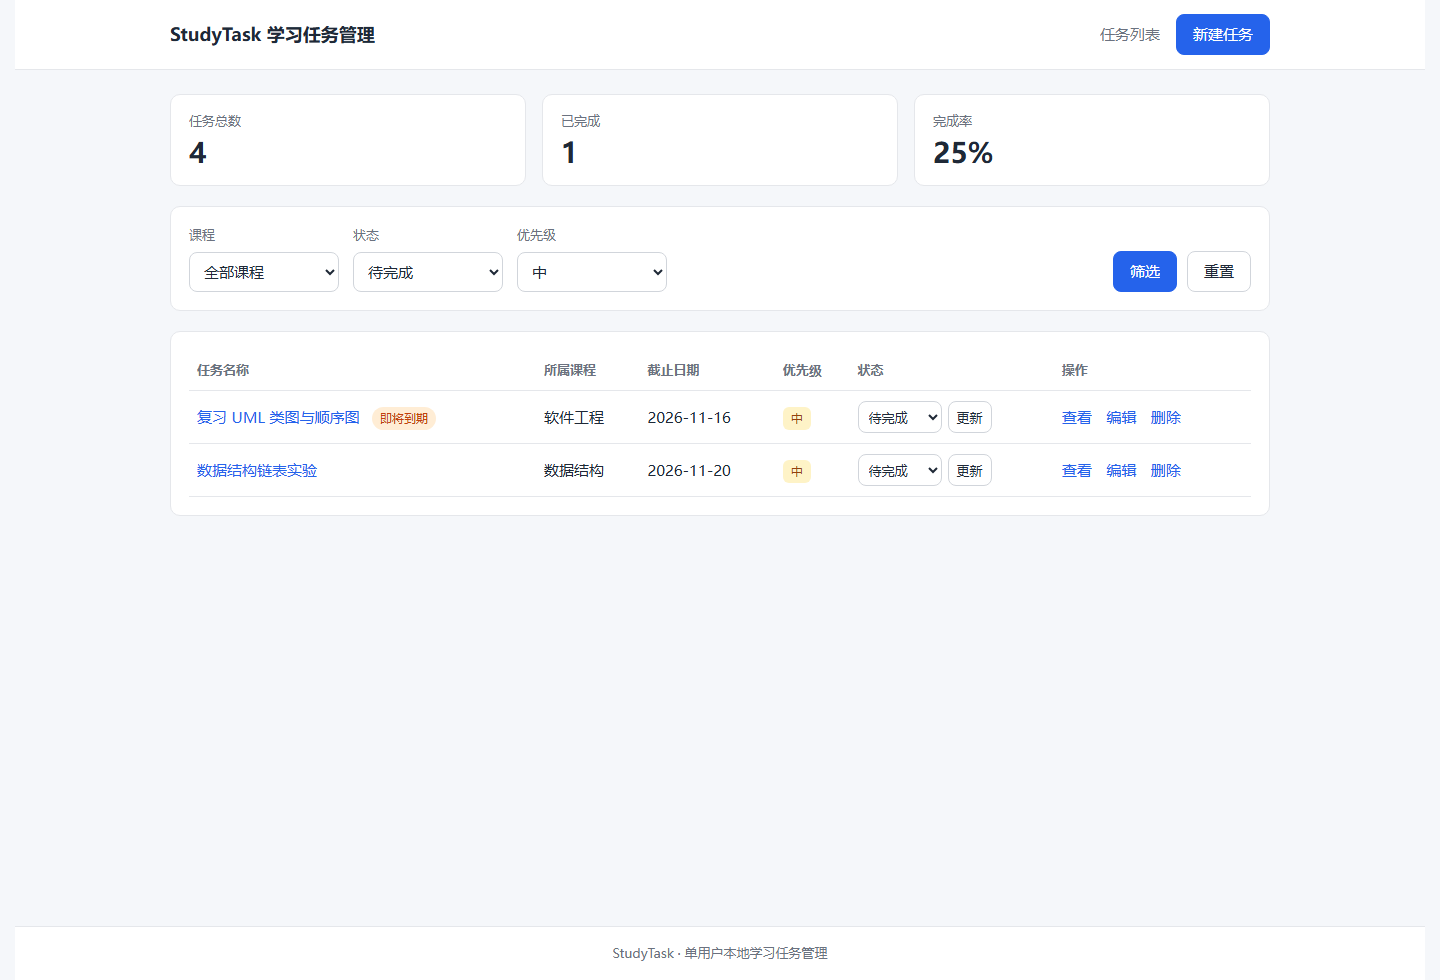 StudyTask 学习任务管理 任务列表 新建任务
任务总数 已完成 完成率
4 1 25%
课程 状态 优先级
全部课程 待完成 中 筛选 重置
任务名称 所属课程 截止日期 优先级 状态 操作
复习 UML 类图与顺序图 即将到期 软件工程 2026-11-16 中 待完成 更新 查看 编辑 删除
数据结构链表实验 数据结构 2026-11-20 中 待完成 更新 查看 编辑 删除
StudyTask · 单用户本地学习任务管理